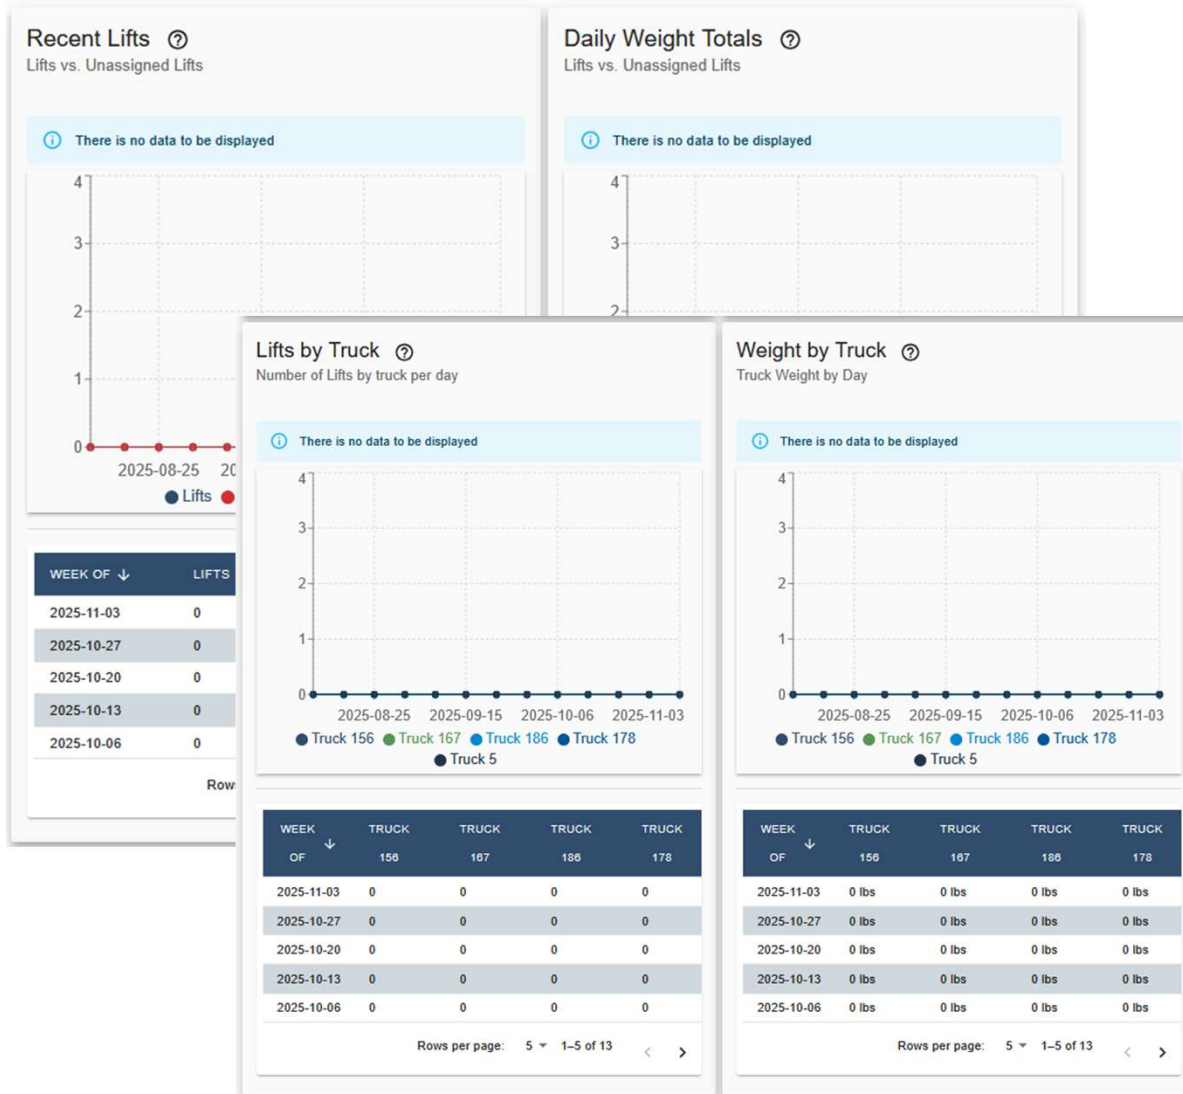 Recent Lifts
Lifts vs. Unassigned Lifts
There is no data to be displayed
4
3
2
1
0
2025-08-25 20
Lifts
WEEK OF LIFTS
2025-11-03 0
2025-10-27 0
2025-10-20 0
2025-10-13 0
2025-10-06 0
Rows
Daily Weight Totals
Lifts vs. Unassigned Lifts
There is no data to be displayed
4
3
2
Lifts by Truck
Number of Lifts by truck per day
There is no data to be displayed
4
3
2
1
0
2025-08-25 2025-09-15 2025-10-06 2025-11-03
Truck 156 Truck 167 Truck 186 Truck 178
Truck 5
WEEK TRUCK TRUCK TRUCK TRUCK
OF 156 167 186 178
2025-11-03 0 0 0 0
2025-10-27 0 0 0 0
2025-10-20 0 0 0 0
2025-10-13 0 0 0 0
2025-10-06 0 0 0 0
Rows per page: 5 1–5 of 13
Weight by Truck
Truck Weight by Day
There is no data to be displayed
4
3
2
1
0
2025-08-25 2025-09-15 2025-10-06 2025-11-03
Truck 156 Truck 167 Truck 186 Truck 178
Truck 5
WEEK TRUCK TRUCK TRUCK TRUCK
OF 156 167 186 178
2025-11-03 0 lbs 0 lbs 0 lbs 0 lbs
2025-10-27 0 lbs 0 lbs 0 lbs 0 lbs
2025-10-20 0 lbs 0 lbs 0 lbs 0 lbs
2025-10-13 0 lbs 0 lbs 0 lbs 0 lbs
2025-10-06 0 lbs 0 lbs 0 lbs 0 lbs
Rows per page: 5 1–5 of 13